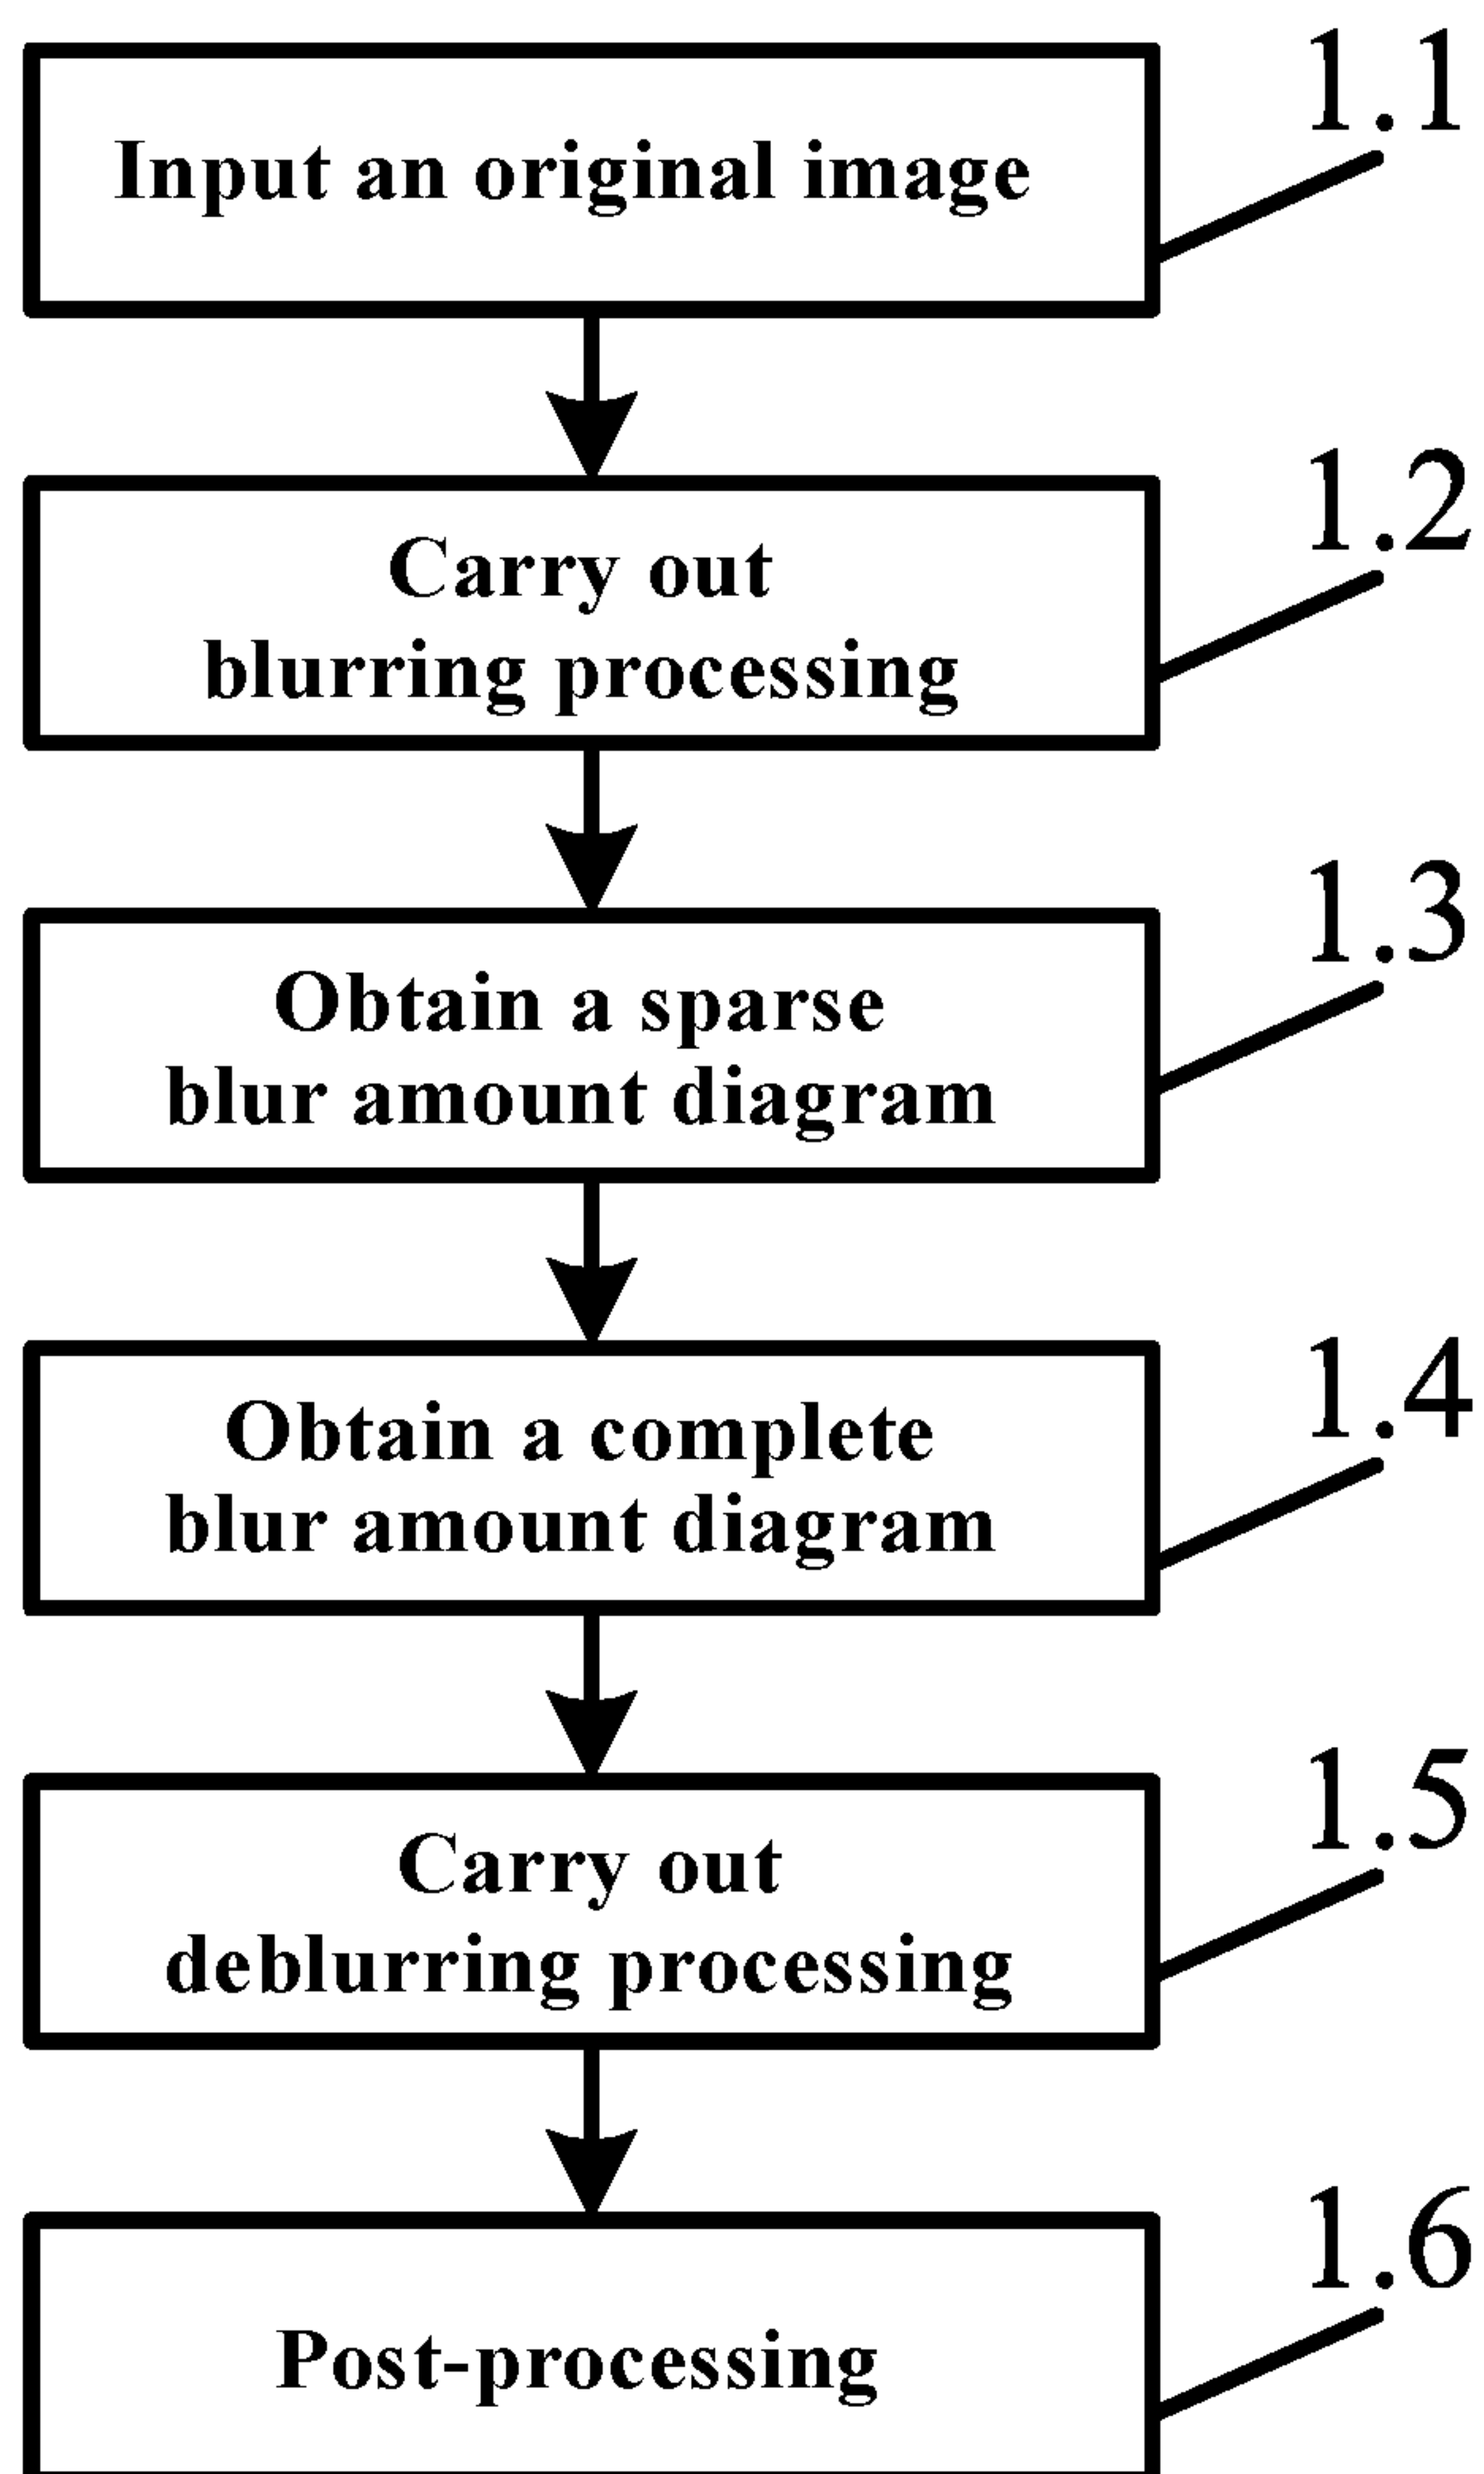 1.1
Input an original image
1.2
Carry out
blurring processing
1.3
Obtain a sparse
blur amount diagram
1.4
Obtain a complete
blur amount diagram
1.5
Carry out
deblurring processing
1.6
Post-processing